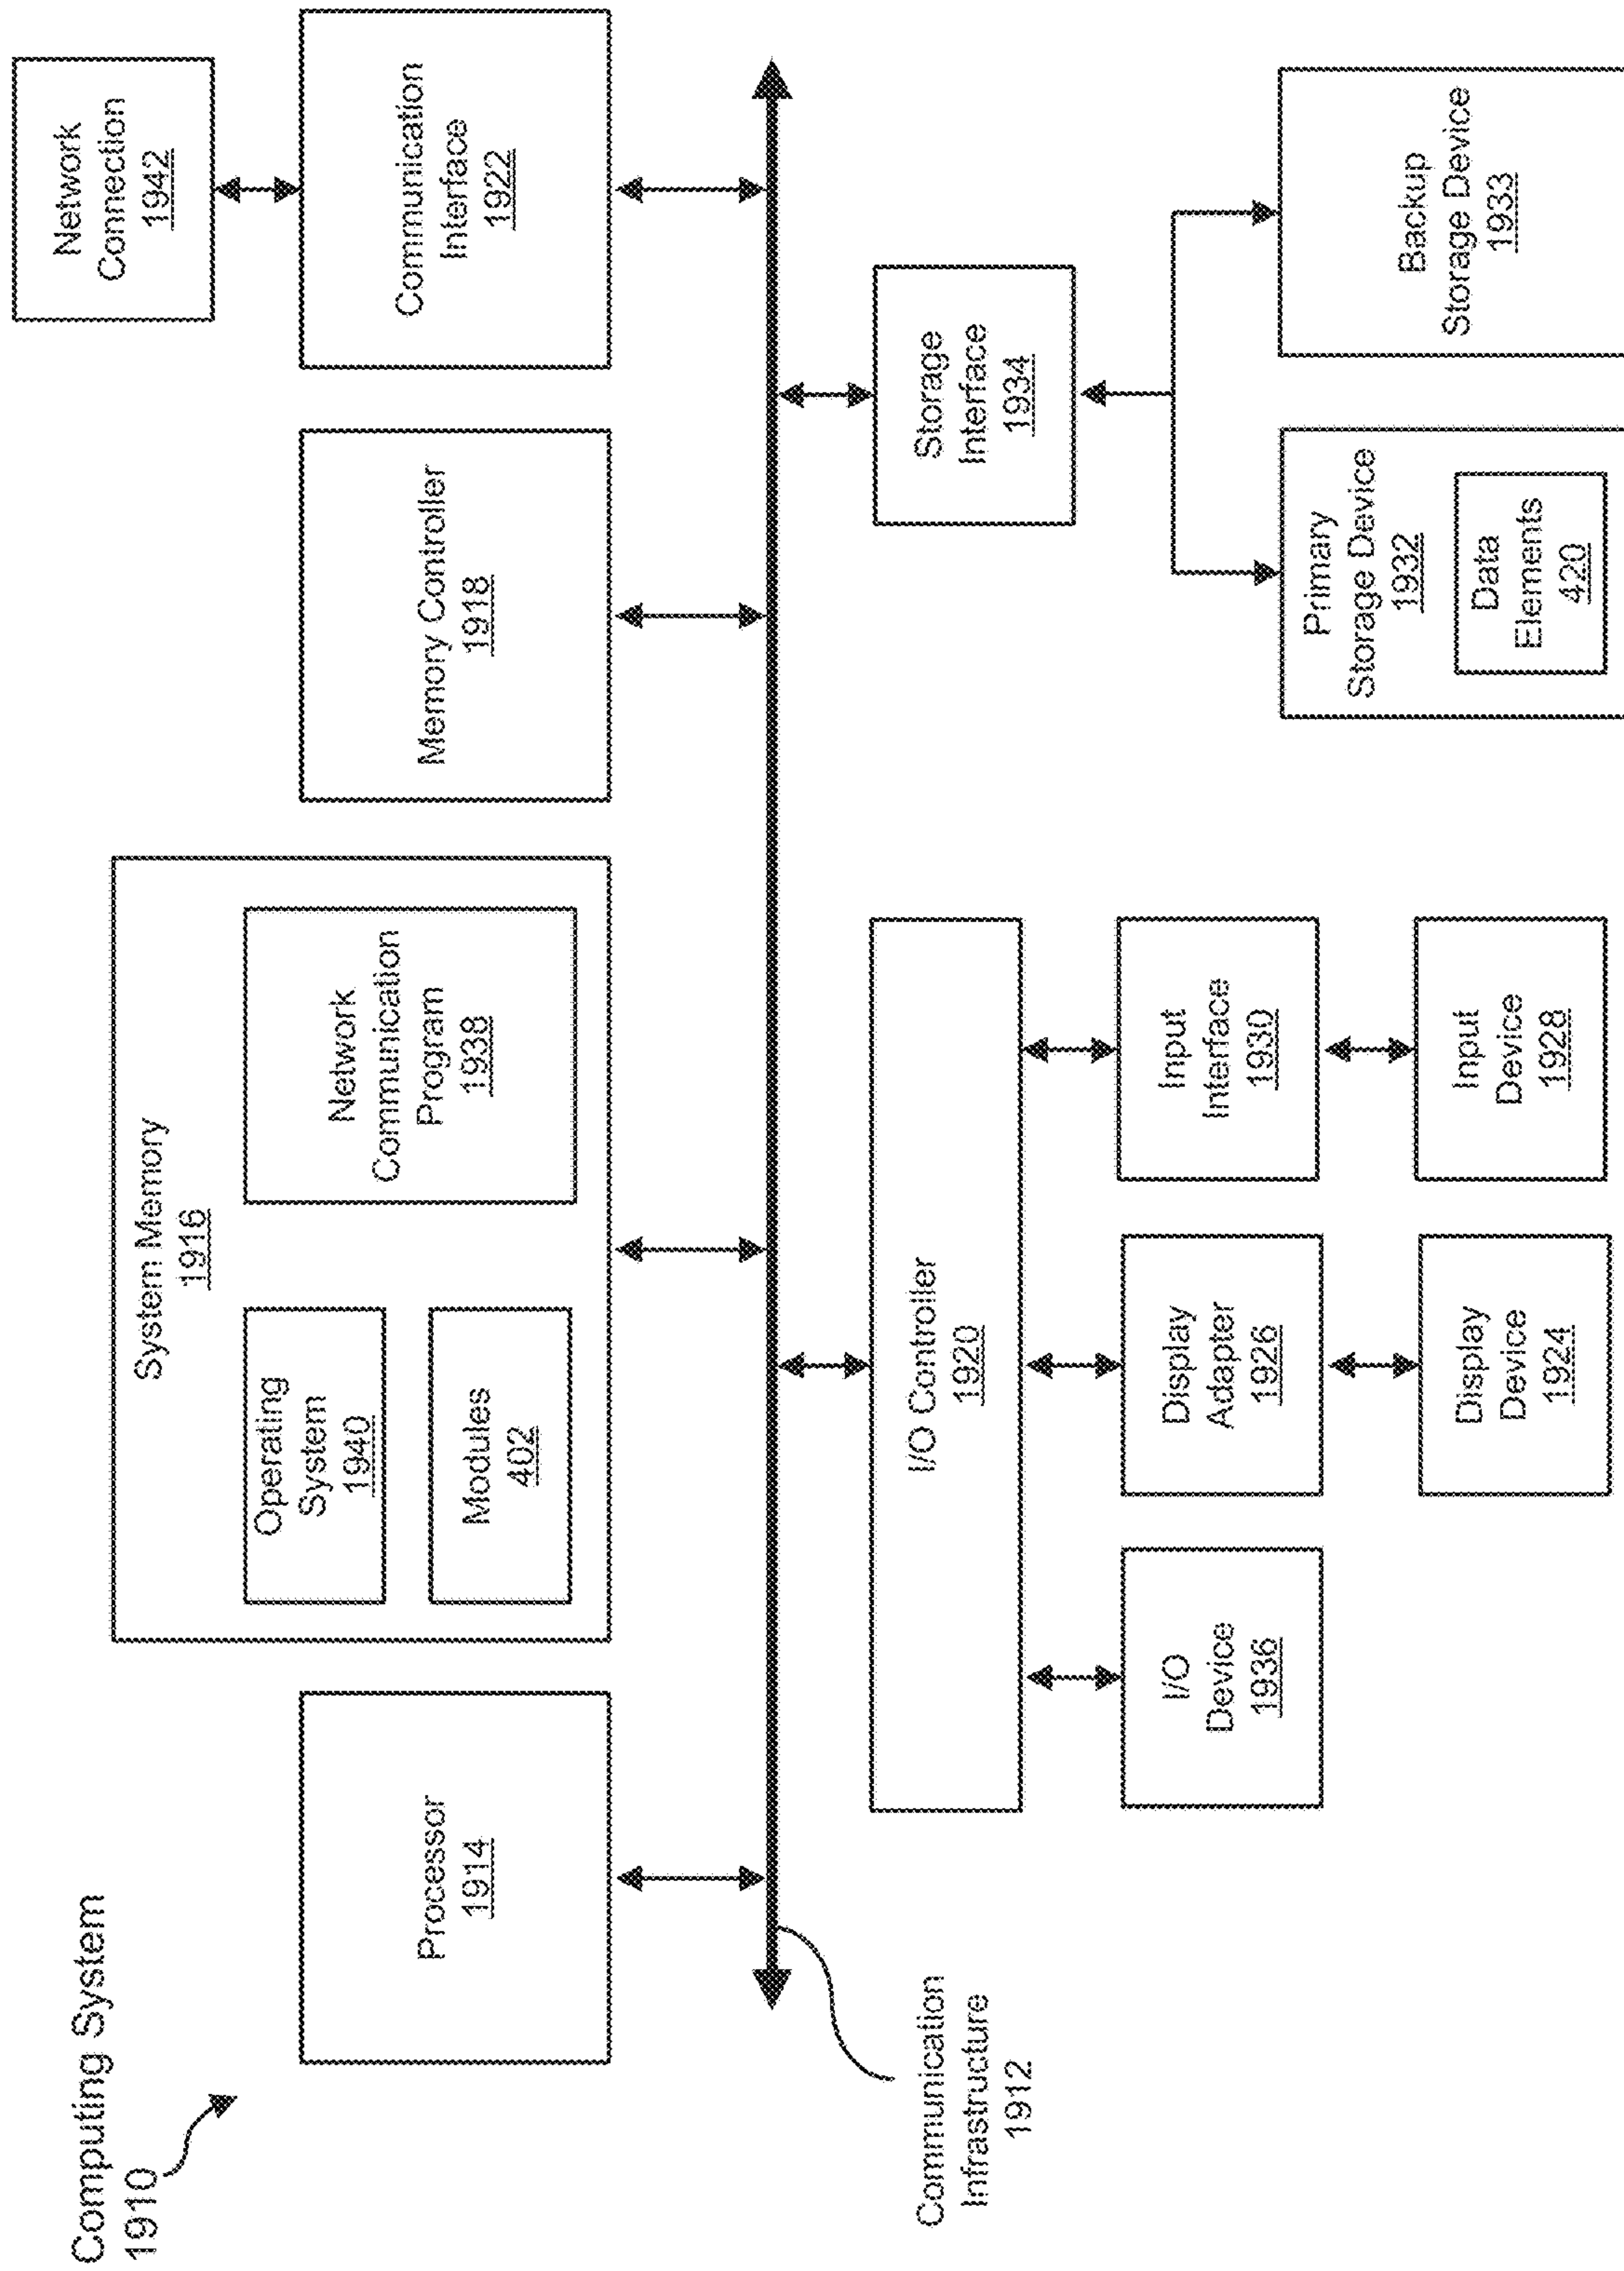 Computing System
1910
Processor
1914
System Memory
1916
Operating
System
1940
Modules
402
Network
Communication
Program
1938
Memory Controller
1918
Communication
Interface
1922
Network
Connection
1942
Communication
Infrastructure
1912
I/O Controller
1920
I/O
Device
1936
Display
Adapter
1926
Display
Device
1924
Input
Interface
1930
Input
Device
1928
Storage
Interface
1934
Primary
Storage Device
1932
Data
Elements
420
Backup
Storage Device
1933